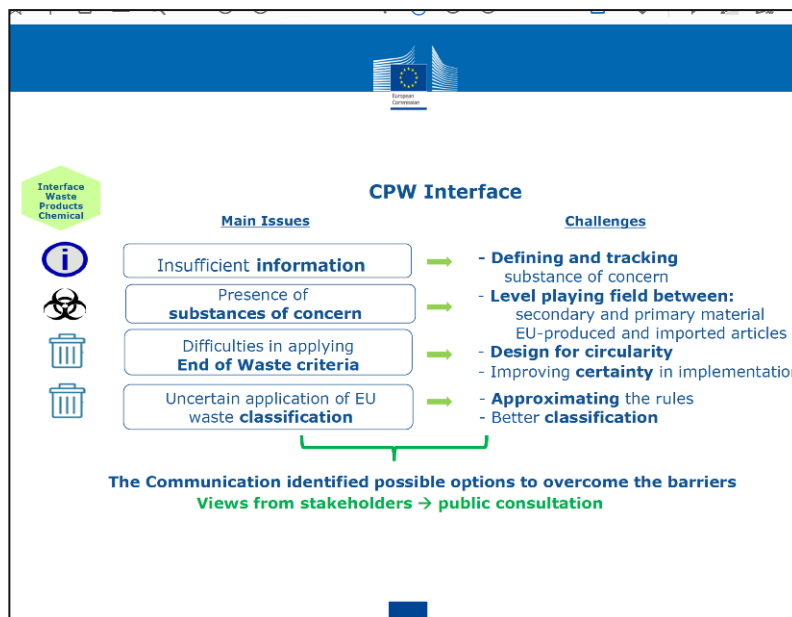 European
Commission
Interface
Waste
Products
Chemical
CPW Interface
Main Issues
Challenges
i
Insufficient information
- Defining and tracking
substance of concern
Presence of
substances of concern
- Level playing field between:
secondary and primary material
EU-produced and imported articles
Difficulties in applying
End of Waste criteria
- Design for circularity
- Improving certainty in implementation
Uncertain application of EU
waste classification
- Approximating the rules
- Better classification
The Communication identified possible options to overcome the barriers
Views from stakeholders → public consultation